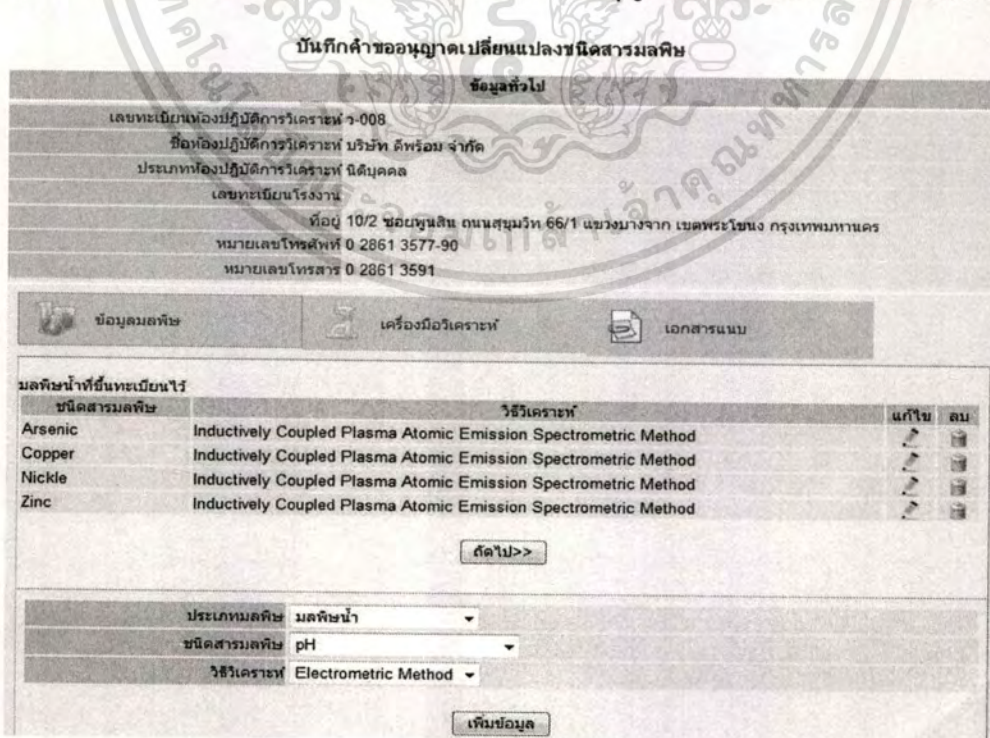 บันทึกคำขออนุญาตเปลี่ยนแปลงชนิดสารมลพิษ
ข้อมูลทั่วไป
เลขทะเบียนห้องปฏิบัติการวิเคราะห์ ว-008
ชื่อห้องปฏิบัติการวิเคราะห์ บริษัท ดีพร้อม จำกัด
ประเภทห้องปฏิบัติการวิเคราะห์ นิติบุคคล
เลขทะเบียนโรงงาน
ที่อยู่ 10/2 ซอยพูนสิน ถนนสุขุมวิท 66/1 แขวงบางจาก เขตพระโขนง กรุงเทพมหานคร
หมายเลขโทรศัพท์ 0 2861 3577-90
หมายเลขโทรสาร 0 2861 3591
ข้อมูลมลพิษ เครื่องมือวิเคราะห์ เอกสารแนบ
มลพิษน้ำที่ขึ้นทะเบียนไว้
ชนิดสารมลพิษ วิธีวิเคราะห์ แก้ไข ลบ
Arsenic Inductively Coupled Plasma Atomic Emission Spectrometric Method
Copper Inductively Coupled Plasma Atomic Emission Spectrometric Method
Nickle Inductively Coupled Plasma Atomic Emission Spectrometric Method
Zinc Inductively Coupled Plasma Atomic Emission Spectrometric Method
ถัดไป>>
ประเภทมลพิษ มลพิษน้ำ
ชนิดสารมลพิษ pH
วิธีวิเคราะห์ Electrometric Method
เพิ่มข้อมูล